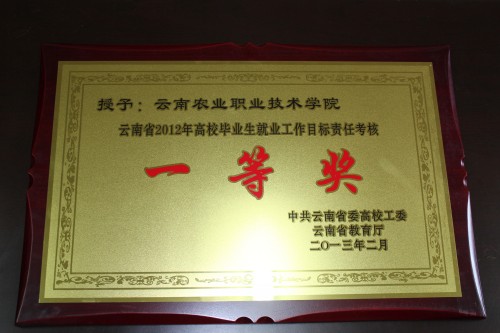 授予：云南农业职业技术学院
云南省2012年高校毕业生就业工作目标责任考核
一等奖
中共云南省委高校工委
云南省教育厅
二〇一三年二月